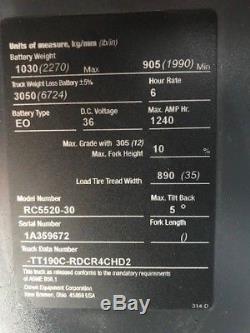 Units of measure, kg/mm (lb/in)
Battery Weight
1030 (2270) Max 905 (1990) Min
Truck Weight Less Battery ±5% Hour Rate
3050 (6724) 6
Battery Type D.C. Voltage Max. AMP Hr.
EO 36 1240
Max. Grade with 305 (12)
Max. Fork Height 10 %
Load Tire Tread Width 890 (35)
Model Number Max. Tilt Back
RC5520-30 5 °
Serial Number Fork Length
1A359672 ()
Truck Data Number
-TT190C-RDCR4CHD2
This truck as released conforms to the mandatory requirements
of ASME B56.1
Crown Equipment Corporation
New Bremen, Ohio 45869 USA
314-D